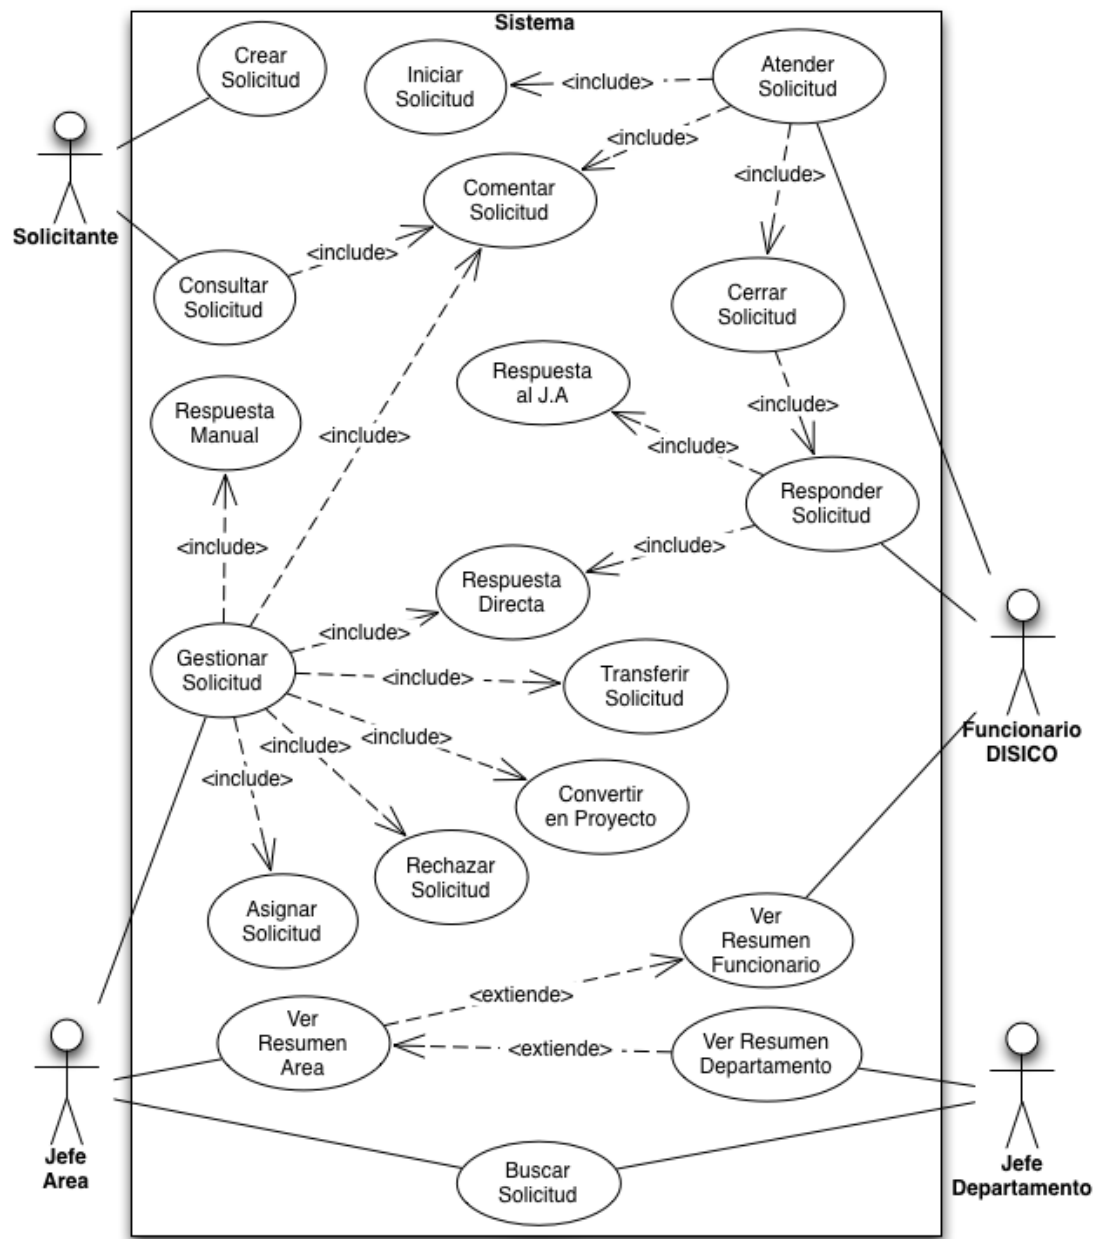 Sistema
Crear
Solicitud
Iniciar
Solicitud
<include>
Atender
Solicitud
<include>
<include>
Comentar
Solicitud
Solicitante
<include>
Consultar
Solicitud
Cerrar
Solicitud
Respuesta
al J.A
Respuesta
Manual
<include>
<include>
<include>
Responder
Solicitud
<include>
<include>
Respuesta
Directa
<include>
Gestionar
Solicitud
<include>
Transferir
Solicitud
Funcionario
DISICO
<include>
<include>
<include>
Convertir
en Proyecto
Rechazar
Solicitud
Asignar
Solicitud
Ver
Resumen
Funcionario
<extiende>
Ver
Resumen
Area
<extiende>
Ver Resumen
Departamento
Jefe
Area
Buscar
Solicitud
Jefe
Departamento